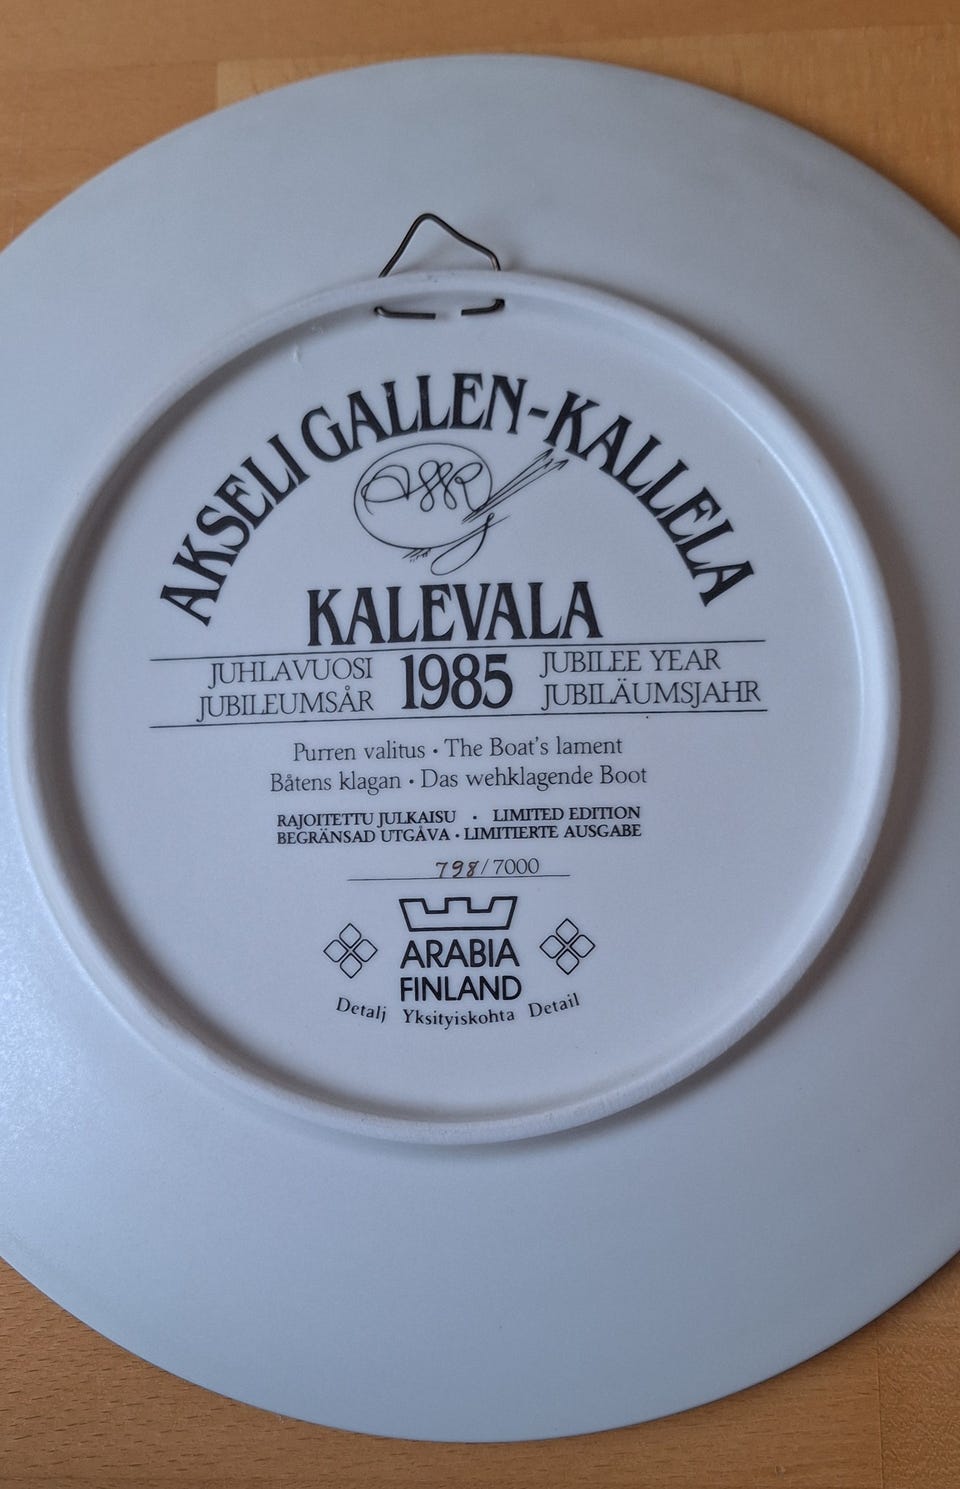 AKSELI GALLEN-KALLELA
KALEVALA
JUHLAVUOSI 1985 JUBILEE YEAR
JUBILEUMSÅR JUBILÄUMSJAHR
Purren valitus · The Boat's lament
Båtens klagan · Das wehklagende Boot
RAJOITETTU JULKAISU · LIMITED EDITION
BEGRÄNSAD UTGÅVA · LIMITIERTE AUSGABE
798/7000
ARABIA
FINLAND
Detalj Yksityiskohta Detail